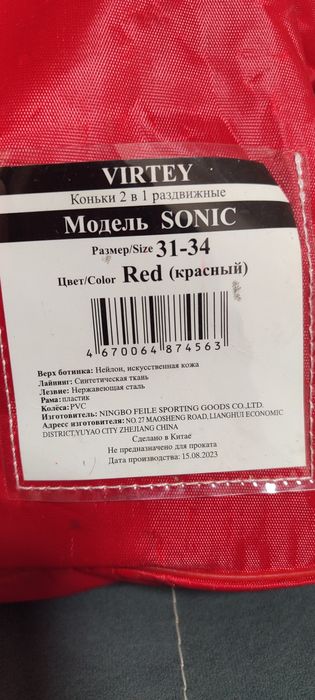 VIRTEY
Коньки 2 в 1 раздвижные
Модель SONIC
Размер/Size 31-34
Цвет/Color Red (красный)
4 670064 874563
Верх ботинка: Нейлон, искусственная кожа
Лайнинг: Синтетическая ткань
Лезвие: Нержавеющая сталь
Рама: пластик
Колёса: PVC
Изготовитель: NINGBO FEILE SPORTING GOODS CO.,LTD.
Адресс изготовителя: NO.27 MAOSHENG ROAD, LIANGHUI ECONOMIC
DISTRICT,YUYAO CITY ZHEJIANG CHINA
Сделано в Китае
Не предназначено для проката
Дата производства: 15.08.2023